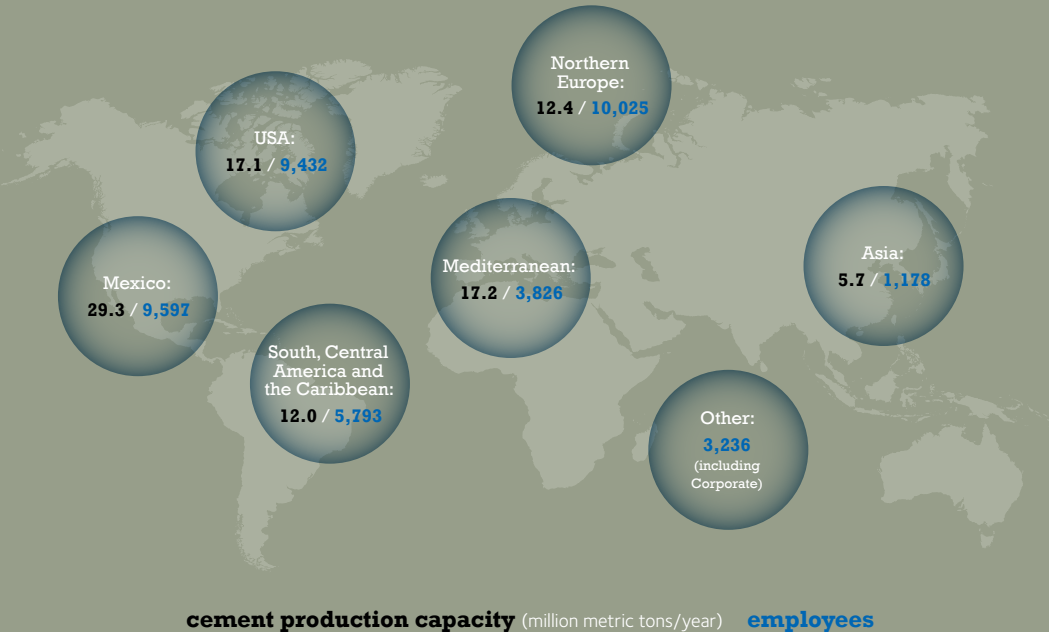 Northern
Europe:
12.4 / 10,025
USA:
17.1 / 9,432
Mexico:
29.3 / 9,597
Mediterranean:
17.2 / 3,826
Asia:
5.7 / 1,178
South, Central
America and
the Caribbean:
12.0 / 5,793
Other:
3,236
(including
Corporate)
cement production capacity (million metric tons/year) employees